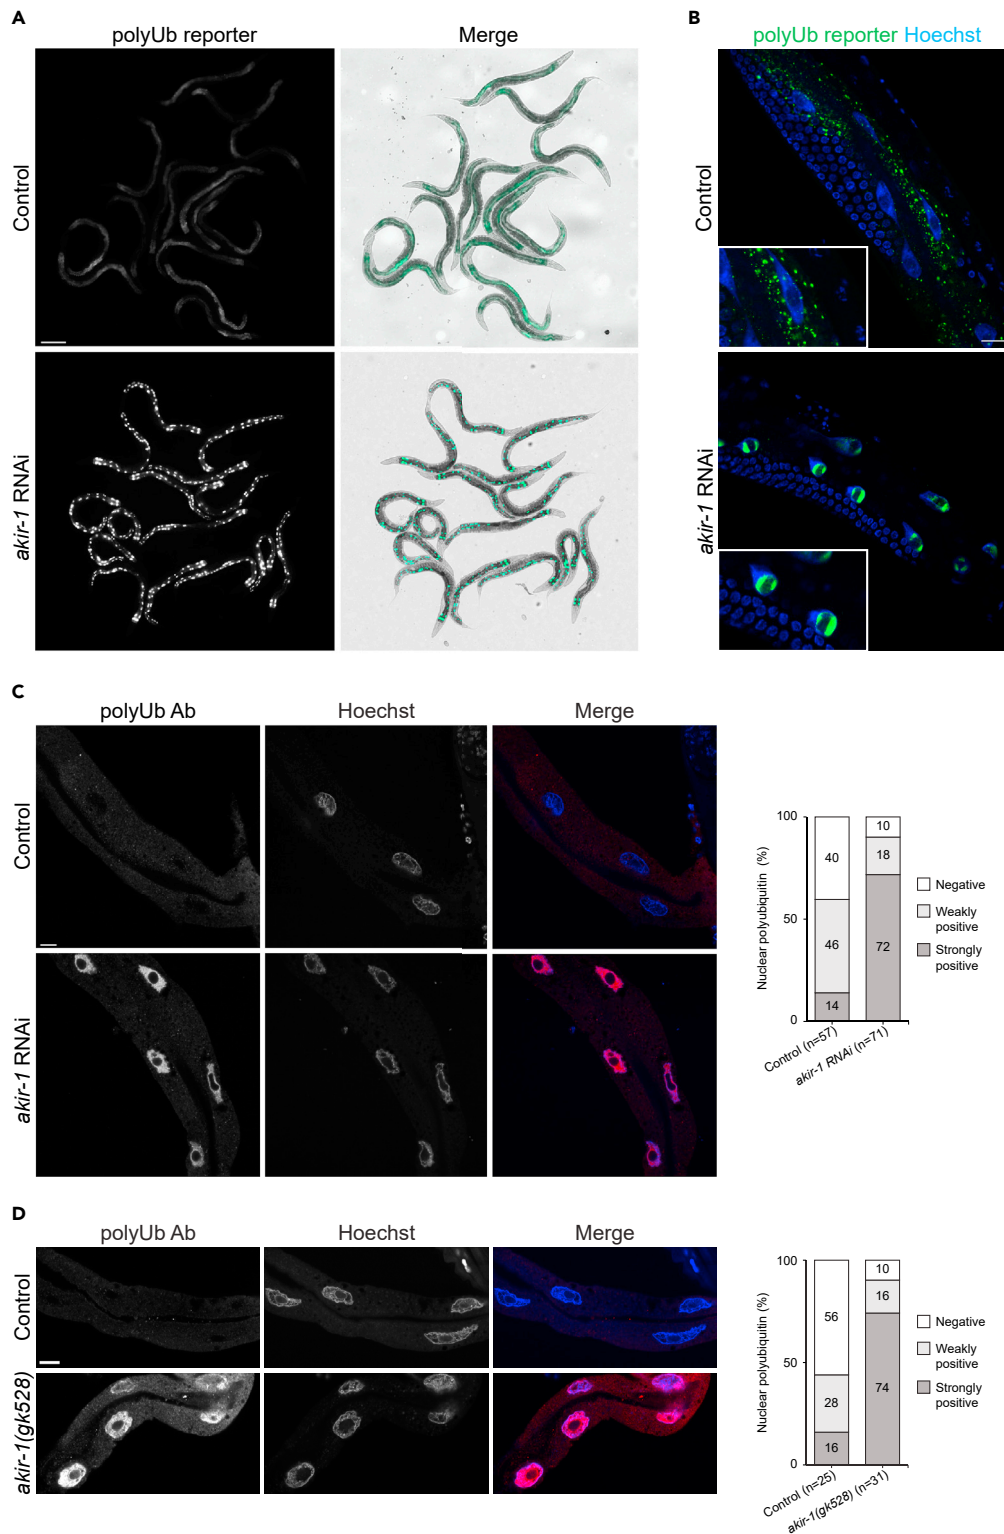 A
polyUb reporter
Merge
Control
akir-1 RNAi
B
polyUb reporter Hoechst
Control
akir-1 RNAi
C
polyUb Ab
Hoechst
Merge
Control
akir-1 RNAi
Nuclear polyubiquitin (%)
100
50
0
40
46
14
10
18
72
Control (n=57)
akir-1 RNAi (n=71)
Negative
Weakly
positive
Strongly
positive
D
polyUb Ab
Hoechst
Merge
Control
akir-1(gk528)
Nuclear polyubiquitin (%)
100
50
0
56
28
16
10
16
74
Control (n=25)
akir-1(gk528) (n=31)
Negative
Weakly
positive
Strongly
positive